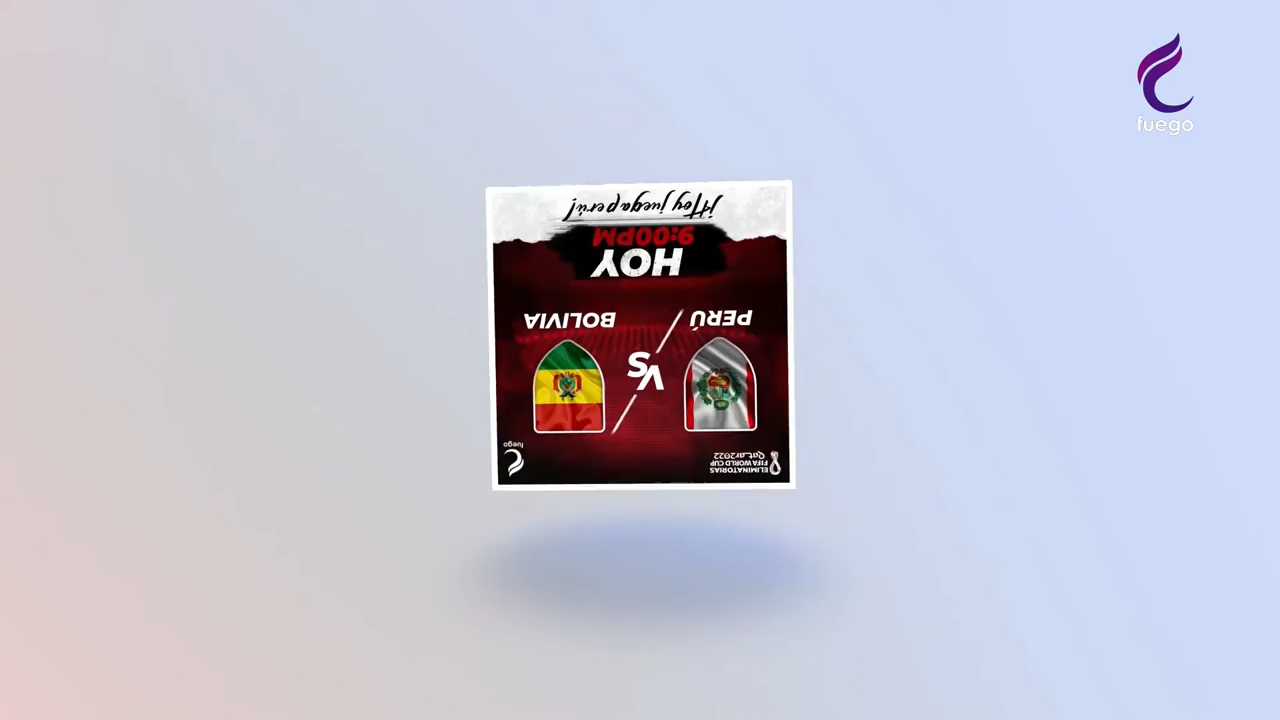 fuego
¡Hoy juega perú!
HOY
9:00PM
PERÚ
BOLIVIA
VS
ELIMINATORIAS
FIFA WORLD CUP
Qatar2022
fuego